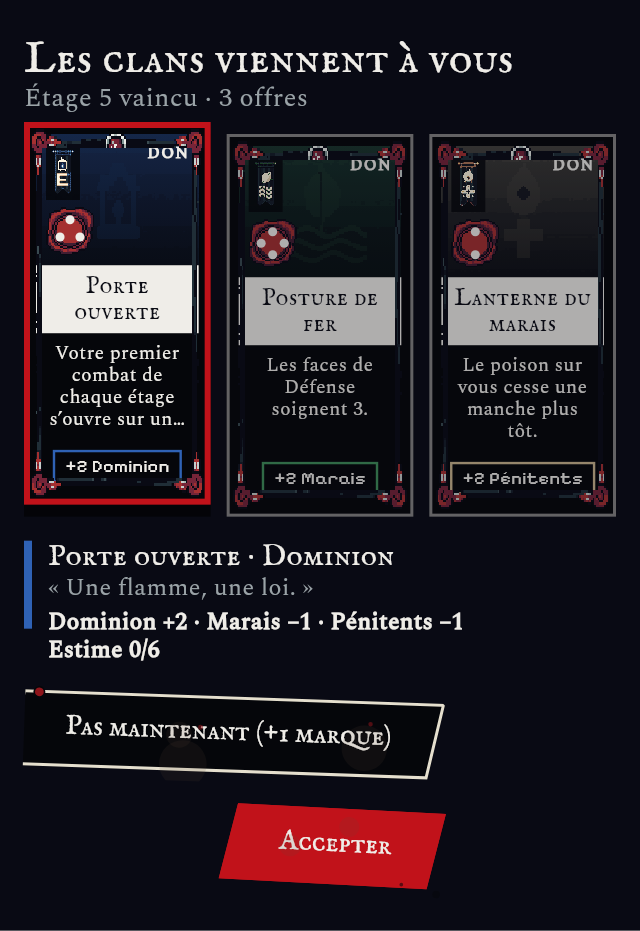 Les clans viennent à vous
Étage 5 vaincu · 3 offres
DON
E
Porte
ouverte
Votre premier
combat de
chaque étage
s'ouvre sur un…
+2 Dominion
DON
Posture de
fer
Les faces de
Défense
soignent 3.
+2 Marais
DON
Lanterne du
marais
Le poison sur
vous cesse une
manche plus
tôt.
+2 Pénitents
Porte ouverte · Dominion
« Une flamme, une loi. »
Dominion +2 · Marais −1 · Pénitents −1
Estime 0/6
Pas maintenant (+1 marque)
Accepter